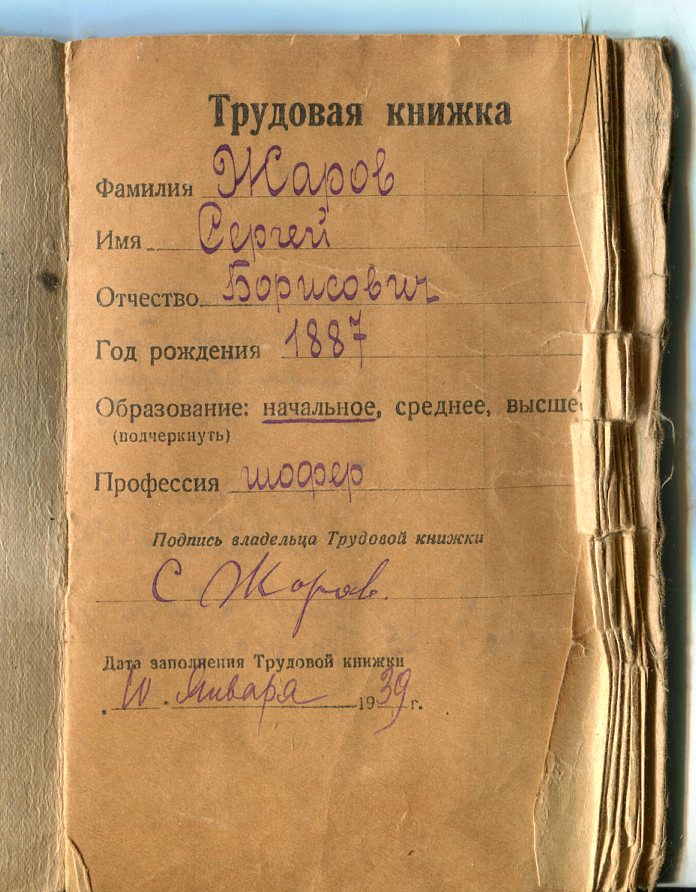 Трудовая книжка
Фамилия Жаров
Имя Сергей
Отчество Борисович
Год рождения 1887
Образование: начальное, среднее, высшее
(подчеркнуть)
Профессия шофер
Подпись владельца Трудовой книжки
С Жаров.
Дата заполнения Трудовой книжки
10 Января 1939 г.